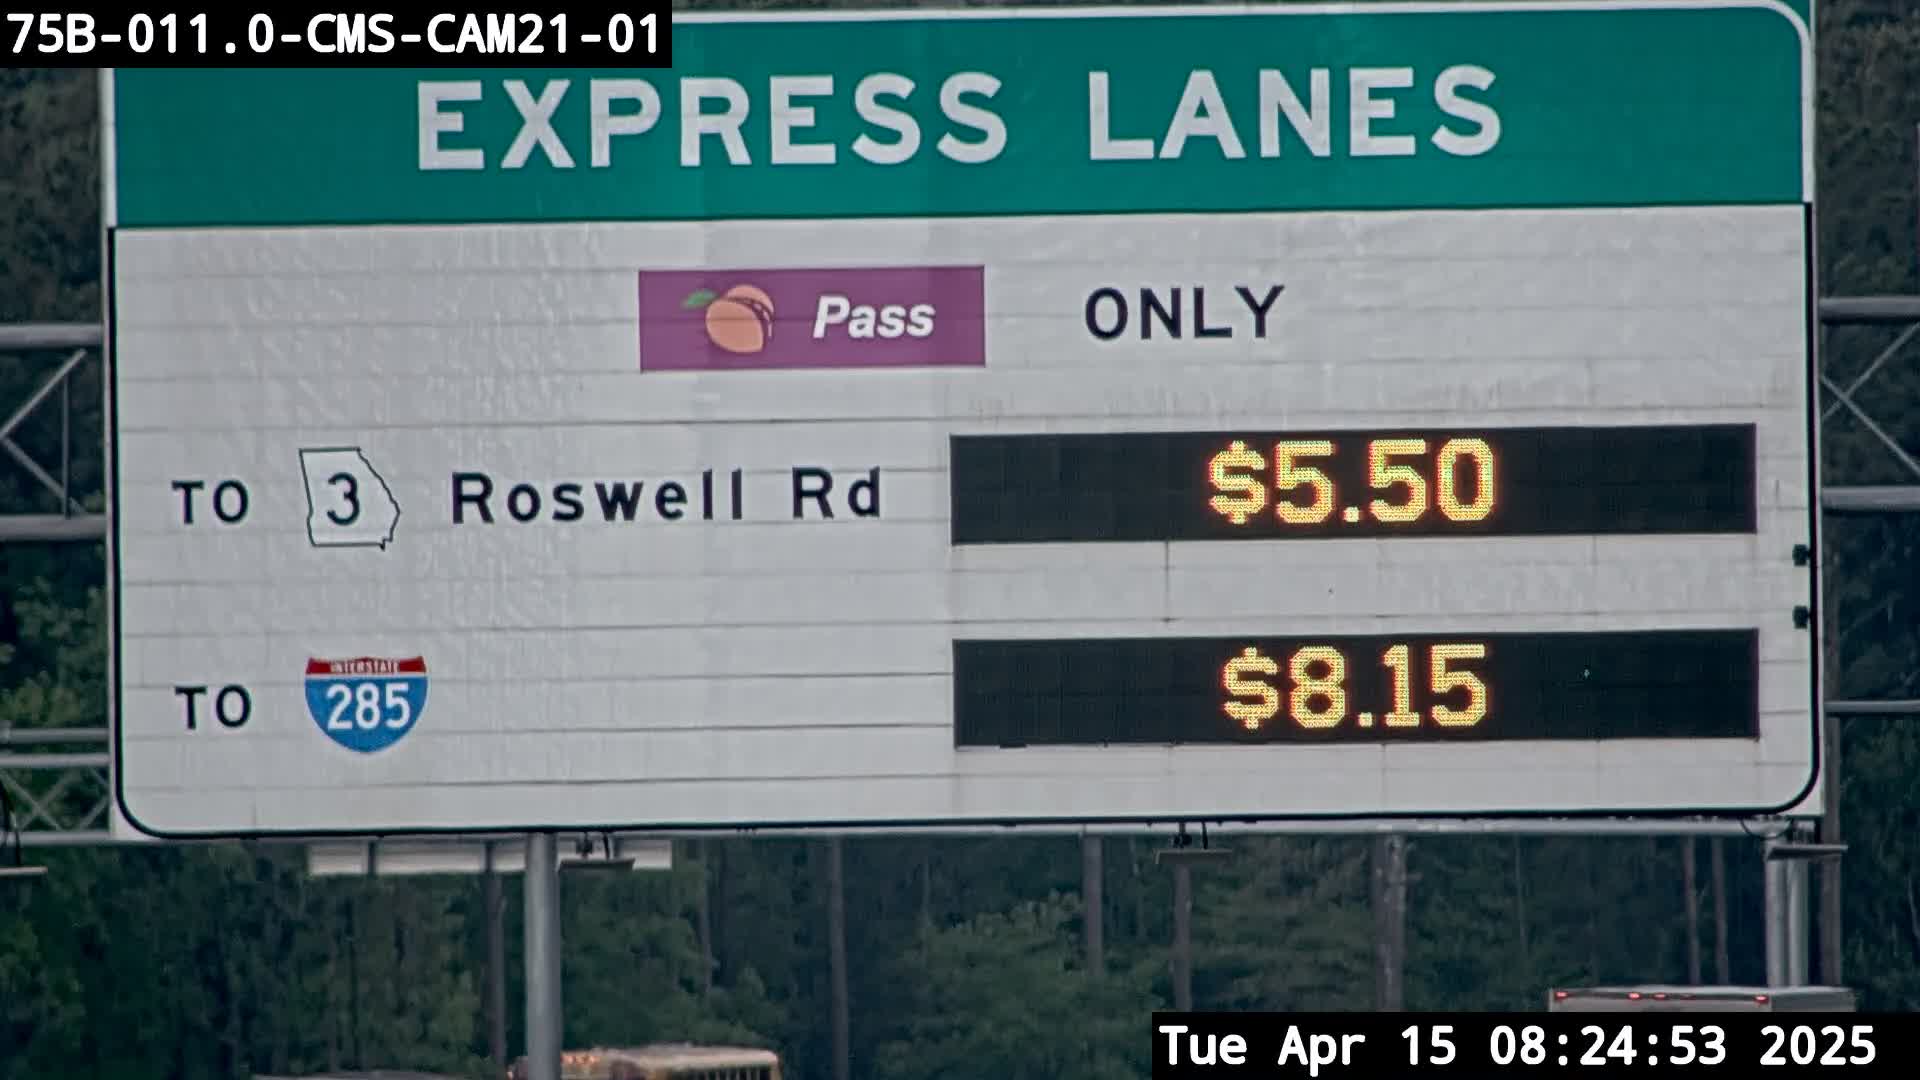 75B-011.0-CMS-CAM21-01
EXPRESS LANES
Pass ONLY
TO 3 Roswell Rd $5.50
TO INTERSTATE 285 $8.15
Tue Apr 15 08:24:53 2025